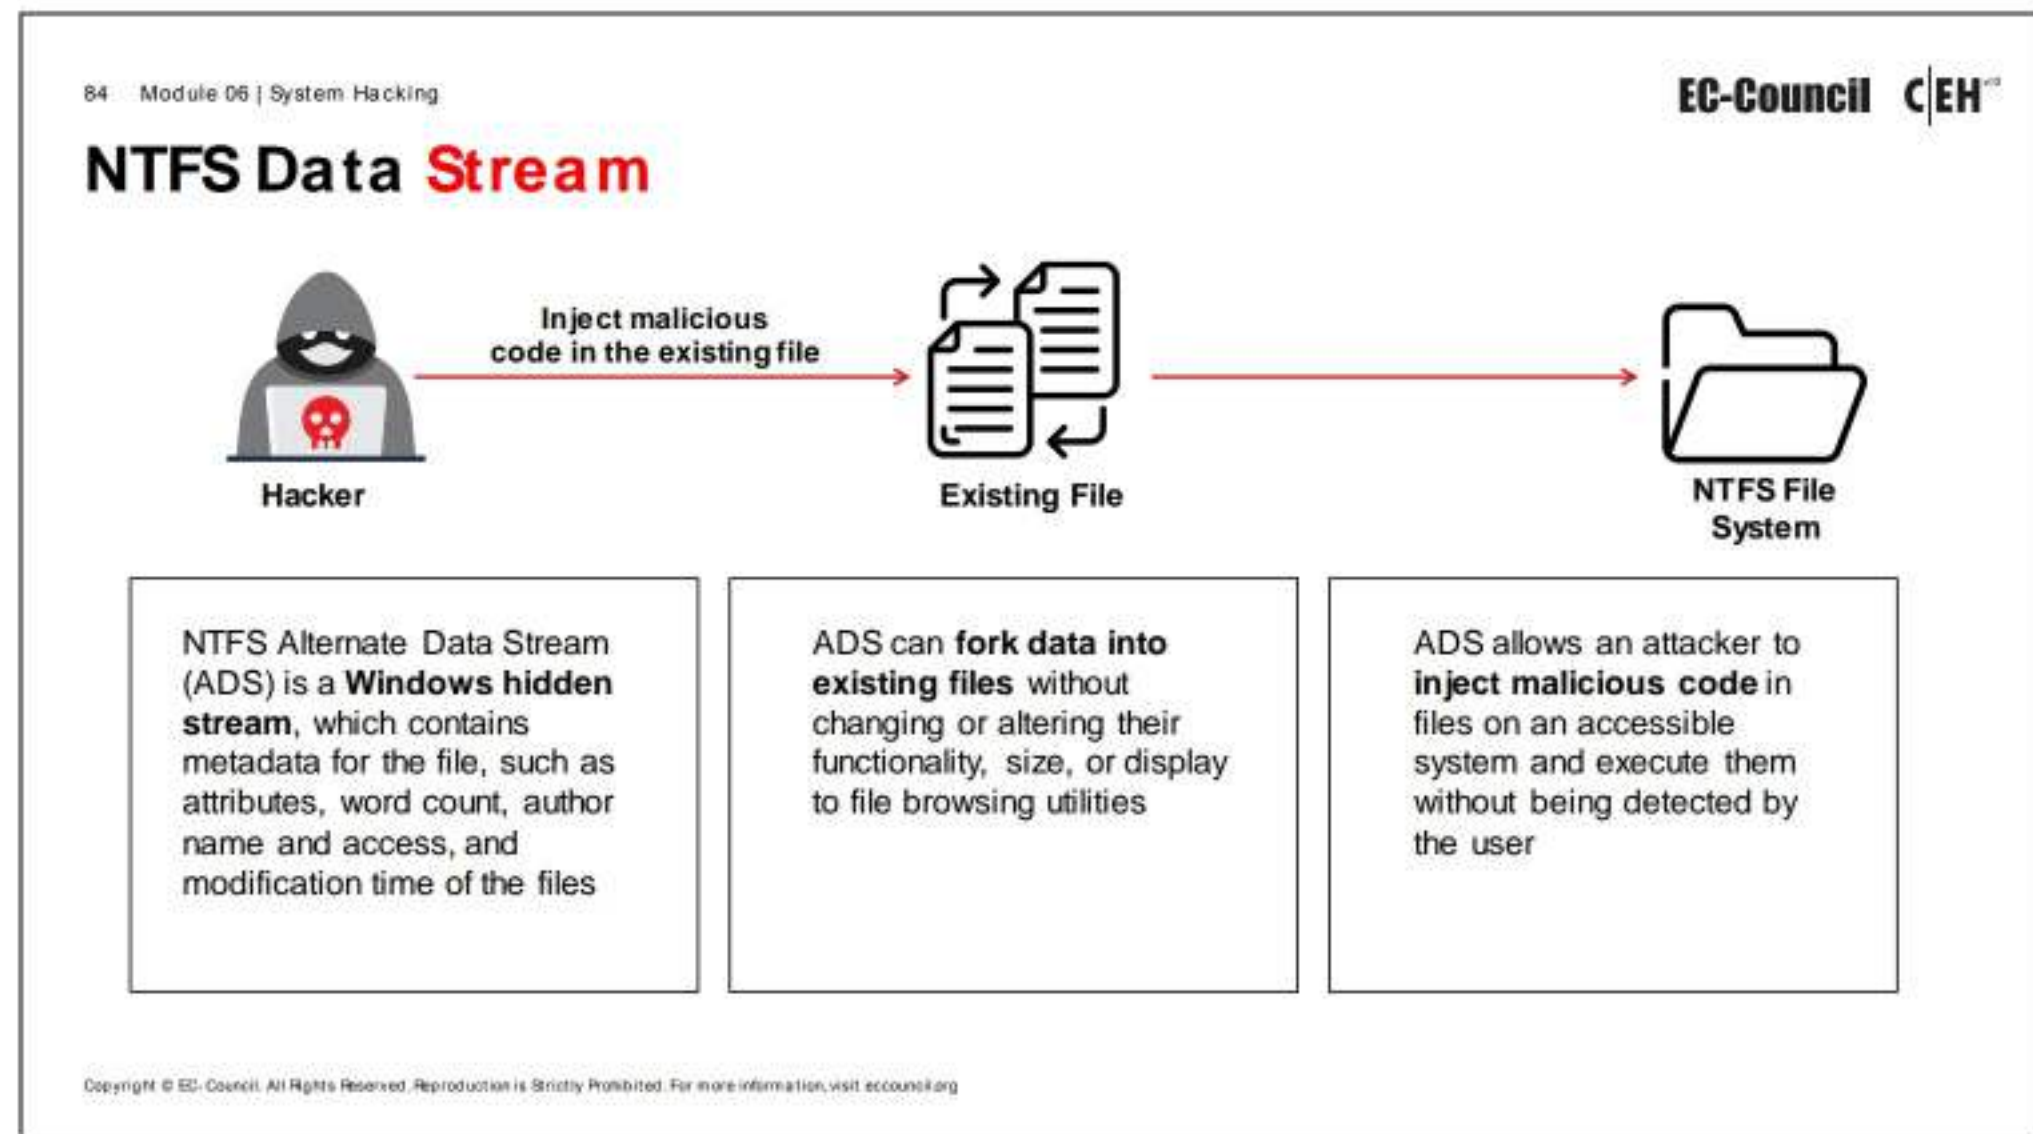 84 Module 06 | System Hacking
EC-Council C|EH
NTFS Data Stream
Inject malicious
code in the existing file
Hacker
Existing File
NTFS File
System
NTFS Alternate Data Stream
(ADS) is a Windows hidden
stream, which contains
metadata for the file, such as
attributes, word count, author
name and access, and
modification time of the files
ADS can fork data into
existing files without
changing or altering their
functionality, size, or display
to file browsing utilities
ADS allows an attacker to
inject malicious code in
files on an accessible
system and execute them
without being detected by
the user
Copyright © EC-Council. All Rights Reserved. Reproduction is Strictly Prohibited. For more information, visit eccouncil.org